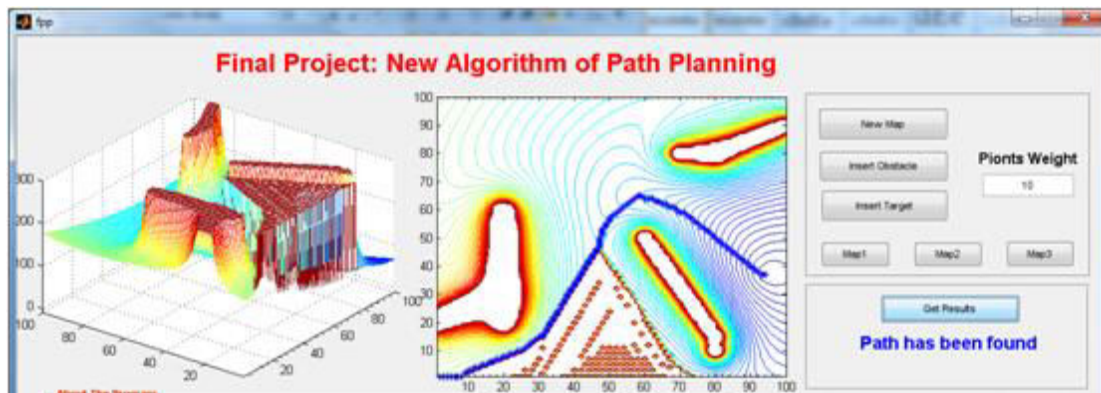 fpp
Final Project: New Algorithm of Path Planning
300
200
100
0
100
80
60
40
20
20
40
60
80
100
100
90
80
70
60
50
40
30
20
10
10 20 30 40 50 60 70 80 90 100
New Map
Insert Obstacle
Insert Target
Pionts Weight
10
Map1 Map2 Map3
Get Results
Path has been found
About The Program